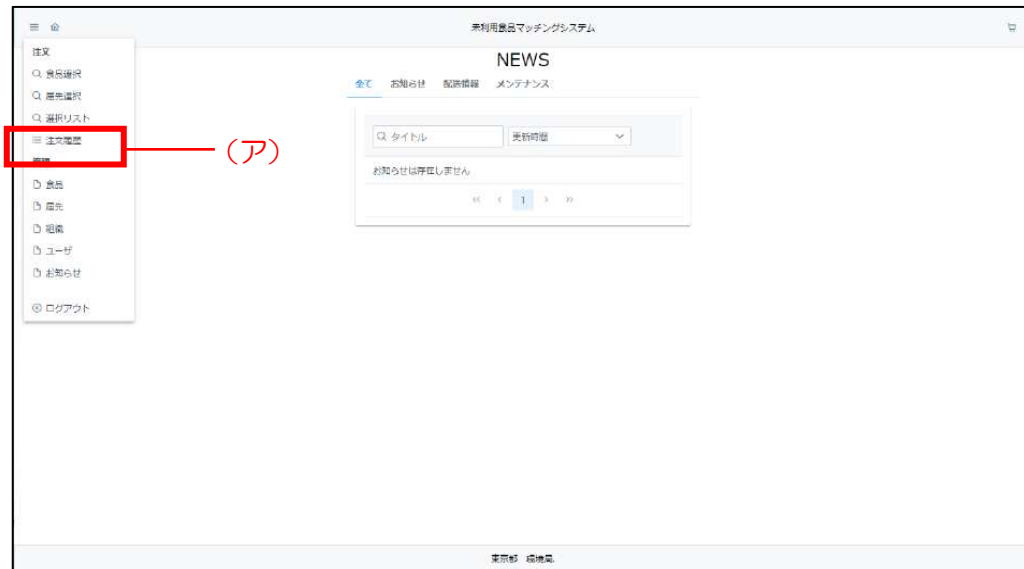 未利用食品マッチングシステム
注文
食品選択
届先選択
選択リスト
注文履歴
管理
食品
届先
組織
ユーザ
お知らせ
ログアウト
(ア)
NEWS
全て お知らせ 配送情報 メンテナンス
タイトル 更新時間
お知らせは存在しません
« ‹ 1 › »
東京都 環境局